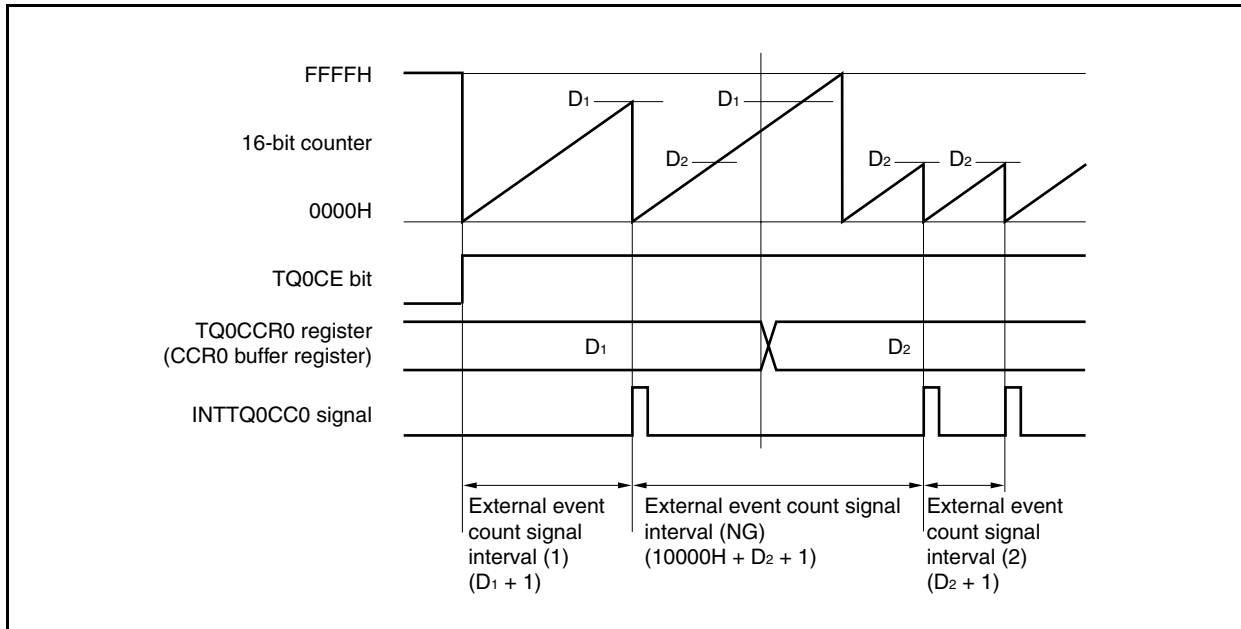 FFFFH
D1
D1
16-bit counter
D2
D2
D2
0000H
TQ0CE bit
TQ0CCR0 register
(CCR0 buffer register)
D1
D2
INTTQ0CC0 signal
External event
count signal
interval (1)
(D1 + 1)
External event count signal
interval (NG)
(10000H + D2 + 1)
External event
count signal
interval (2)
(D2 + 1)